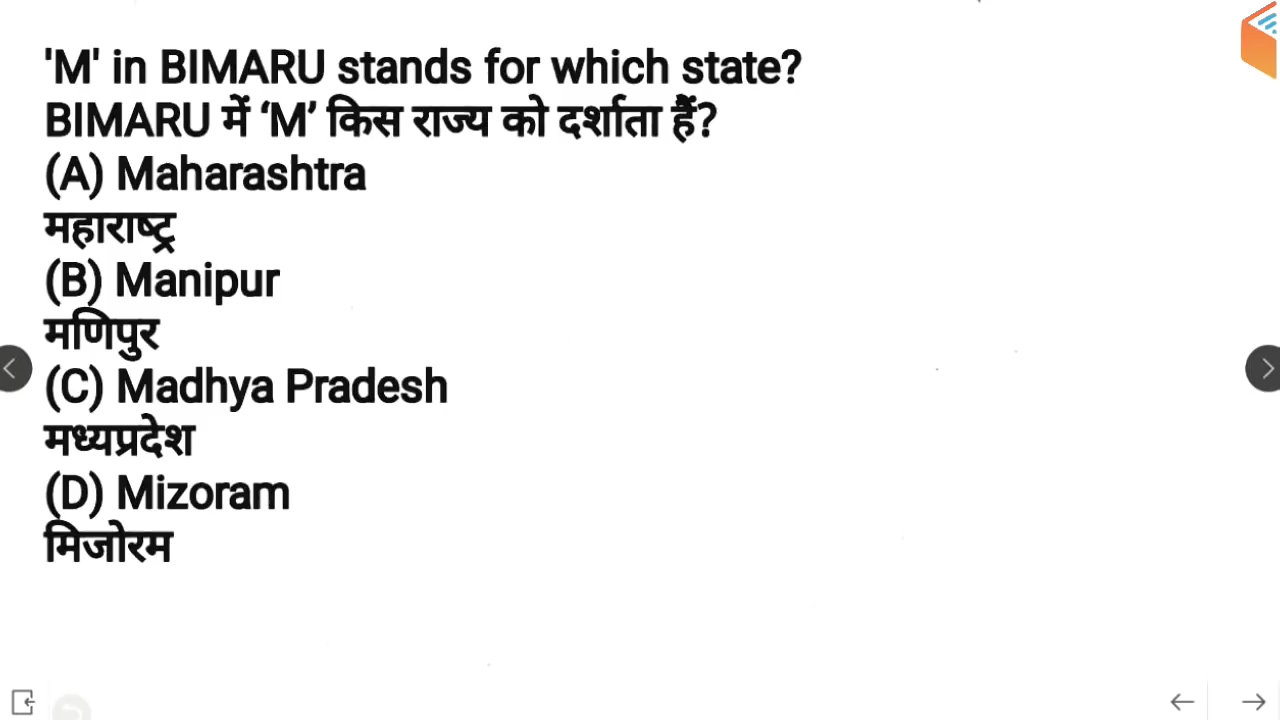 'M' in BIMARU stands for which state?
BIMARU में ‘M’ किस राज्य को दर्शाता हैं?
(A) Maharashtra
महाराष्ट्र
(B) Manipur
मणिपुर
(C) Madhya Pradesh
मध्यप्रदेश
(D) Mizoram
मिजोरम